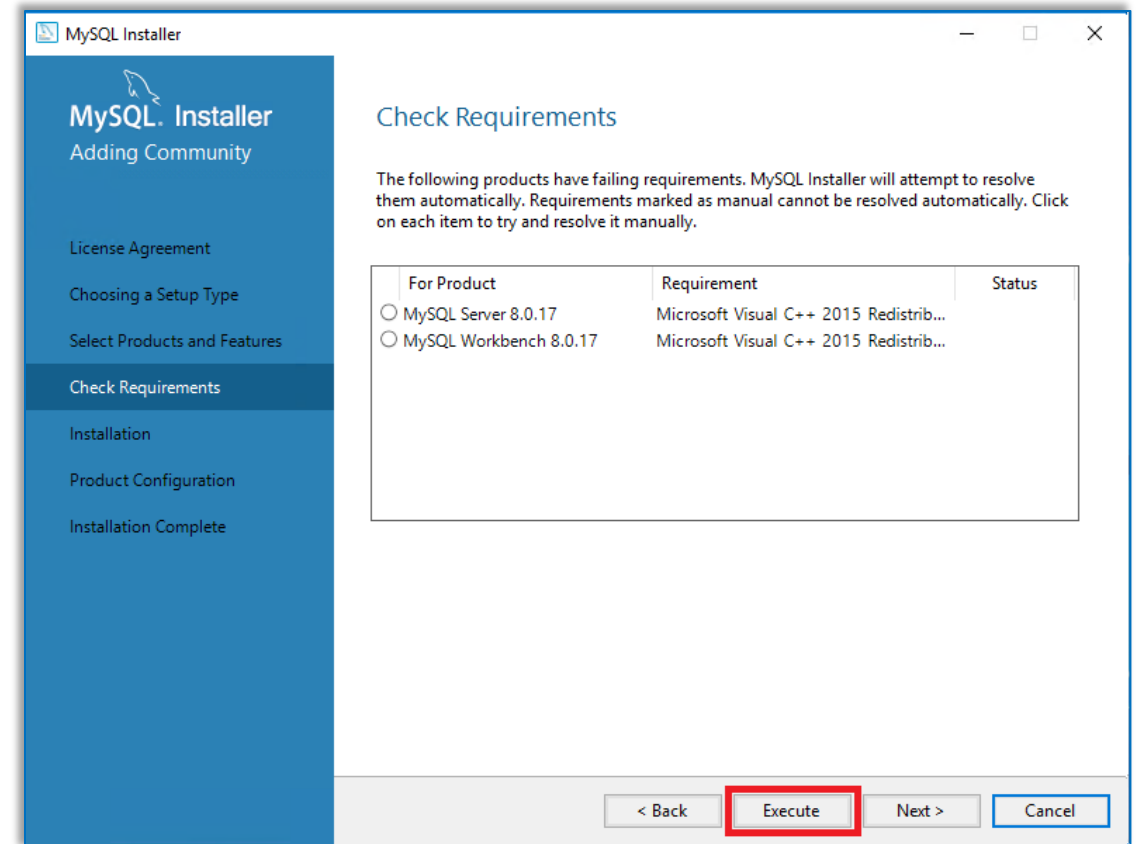 MySQL Installer
MySQL. Installer
Adding Community
License Agreement
Choosing a Setup Type
Select Products and Features
Check Requirements
Installation
Product Configuration
Installation Complete
Check Requirements
The following products have failing requirements. MySQL Installer will attempt to resolve
them automatically. Requirements marked as manual cannot be resolved automatically. Click
on each item to try and resolve it manually.
For Product Requirement Status
MySQL Server 8.0.17 Microsoft Visual C++ 2015 Redistrib...
MySQL Workbench 8.0.17 Microsoft Visual C++ 2015 Redistrib...
< Back Execute Next > Cancel